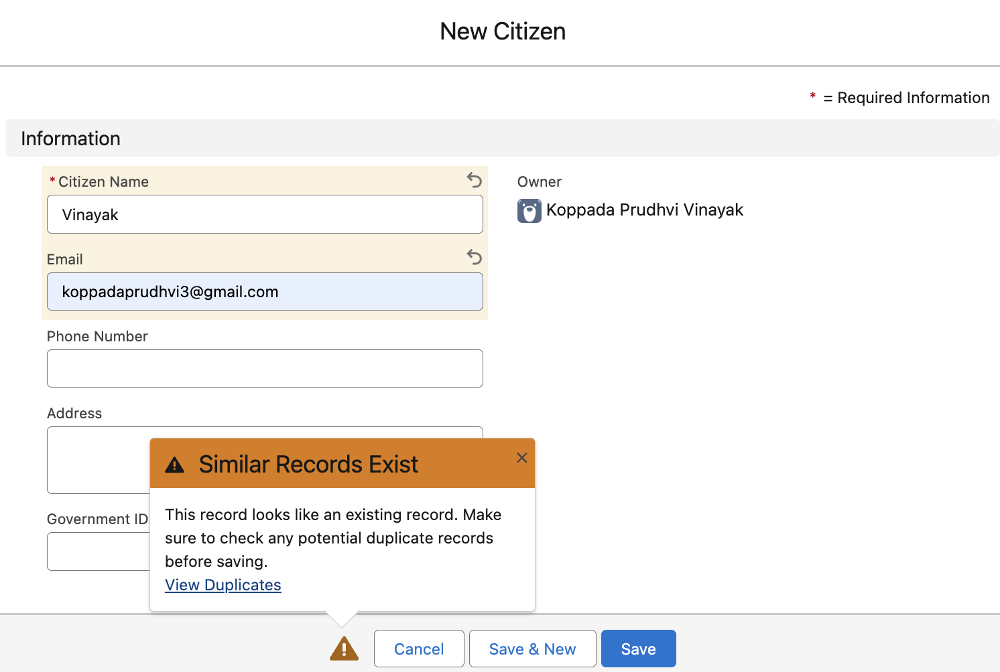 New Citizen
* = Required Information
Information
* Citizen Name
Vinayak
Owner
Koppada Prudhvi Vinayak
Email
koppadaprudhvi3@gmail.com
Phone Number
Address
Government ID
Similar Records Exist
This record looks like an existing record. Make
sure to check any potential duplicate records
before saving.
View Duplicates
Cancel
Save & New
Save